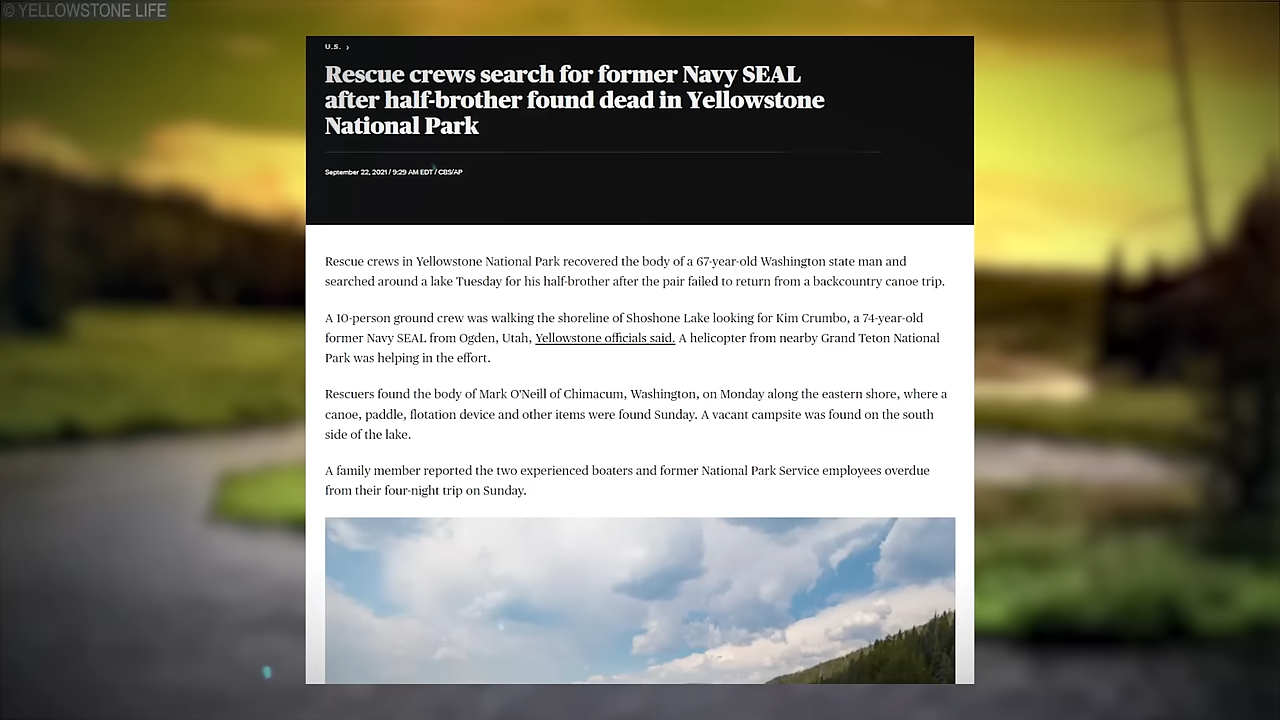 © YELLOWSTONE LIFE
U.S. ›
Rescue crews search for former Navy SEAL
after half-brother found dead in Yellowstone
National Park
September 22, 2021 / 9:29 AM EDT / CBS/AP
Rescue crews in Yellowstone National Park recovered the body of a 67-year-old Washington state man and
searched around a lake Tuesday for his half-brother after the pair failed to return from a backcountry canoe trip.
A 10-person ground crew was walking the shoreline of Shoshone Lake looking for Kim Crumbo, a 74-year-old
former Navy SEAL from Ogden, Utah, Yellowstone officials said. A helicopter from nearby Grand Teton National
Park was helping in the effort.
Rescuers found the body of Mark O'Neill of Chimacum, Washington, on Monday along the eastern shore, where a
canoe, paddle, flotation device and other items were found Sunday. A vacant campsite was found on the south
side of the lake.
A family member reported the two experienced boaters and former National Park Service employees overdue
from their four-night trip on Sunday.